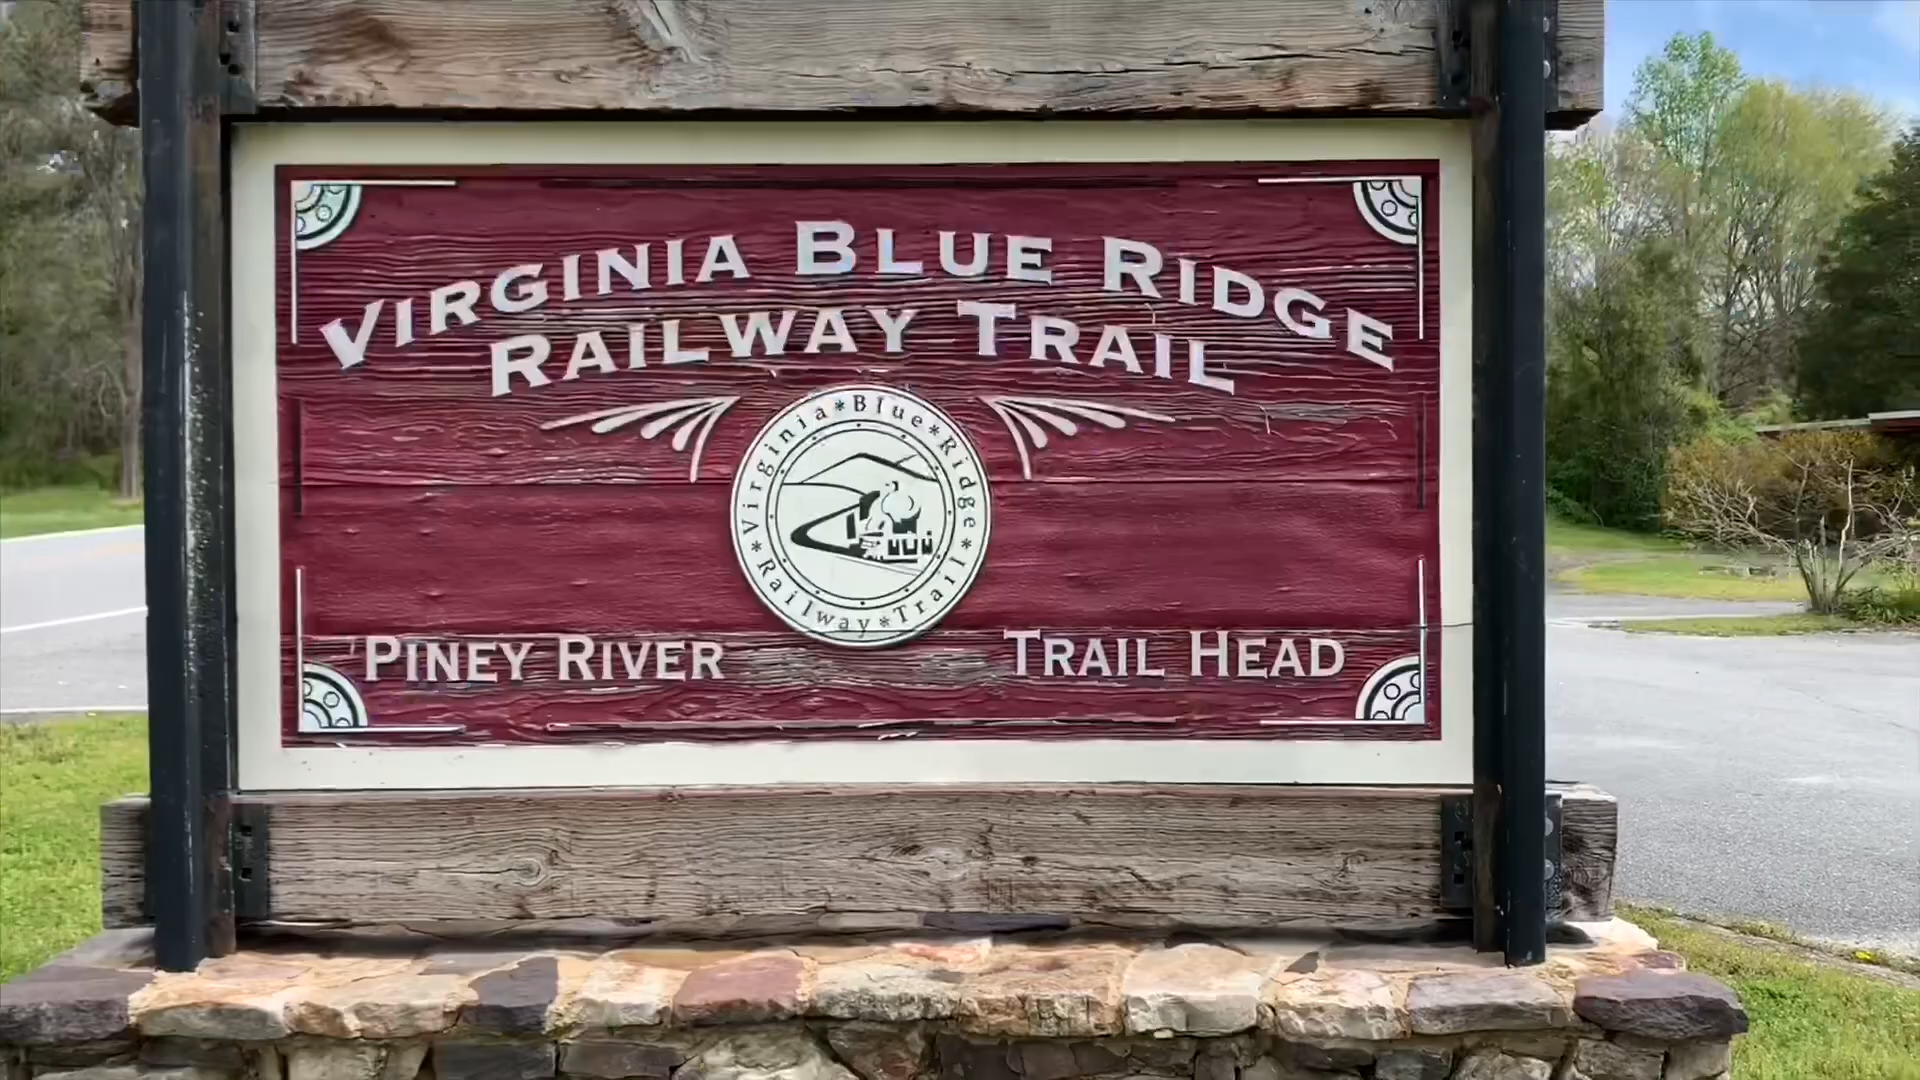 VIRGINIA BLUE RIDGE
RAILWAY TRAIL
*Virginia*Blue*Ridge*
Railway*Trail*
PINEY RIVER
TRAIL HEAD